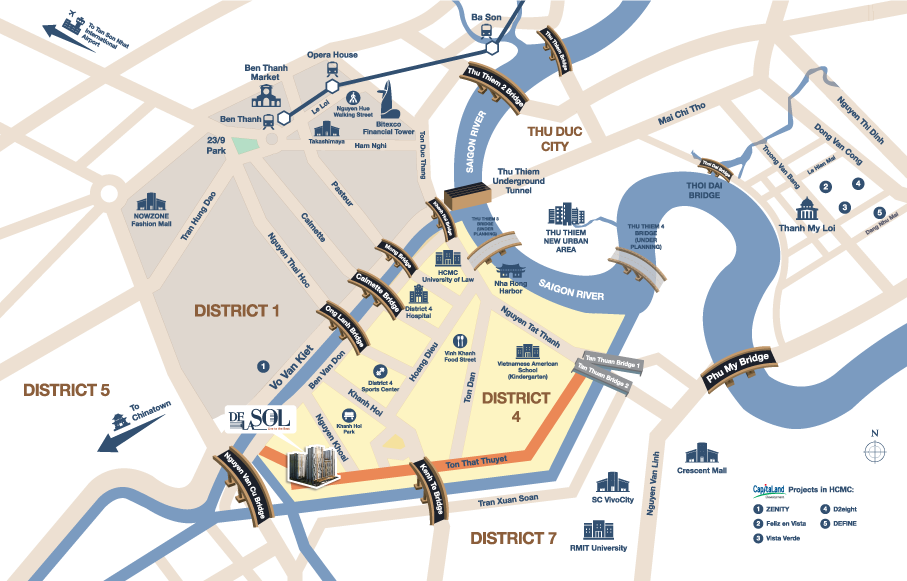 To Tan Son Nhat
International
Airport
Ba Son
Thu Thiem Bridge
Opera House
Ben Thanh
Market
Thu Thiem 2 Bridge
Le Loi
Nguyen Hue
Walking Street
Bitexco
Financial Tower
Ben Thanh
Takashimaya
Ham Nghi
23/9
Park
Ton Duc Thang
SAIGON RIVER
THU DUC
CITY
Mai Chi Tho
Nguyen Thi Dinh
Dong Van Cong
Truong Van Bang
Le Hien Mai
Thoi Dai Bridge
THOI DAI
BRIDGE
2
4
3
5
Thanh My Loi
Dang Nhu Mai
Thu Thiem
Underground
Tunnel
Pasteur
Calmette
Tran Hung Dao
Nguyen Thai Hoc
NOWZONE
Fashion Mall
Khanh Hoi Bridge
THU THIEM 3
BRIDGE
(UNDER
PLANNING)
THU THIEM
NEW URBAN
AREA
THU THIEM 4
BRIDGE
(UNDER
PLANNING)
Mong Bridge
HCMC
University of Law
Nha Rong
Harbor
SAIGON RIVER
Calmette Bridge
District 4
Hospital
DISTRICT 1
Ong Lanh Bridge
Nguyen Tat Thanh
Vo Van Kiet
1
Ben Van Don
Hoang Dieu
Vinh Khanh
Food Street
Vietnamese American
School
(Kindergarten)
Tan Thuan Bridge 1
Tan Thuan Bridge 2
Phu My Bridge
District 4
Sports Center
Khanh Hoi
Ton Dan
DISTRICT
4
DISTRICT 5
To
Chinatown
DE
LA SOL
Khanh Hoi
Park
Nguyen Khoai
Ton That Thuyet
Nguyen Van Cu Bridge
Kenh Te Bridge
Tran Xuan Soan
Nguyen Van Linh
Crescent Mall
SC VivoCity
DISTRICT 7
RMIT University
N
CapitaLand
Development
Projects in HCMC:
1 ZENITY
4 D2eight
2 Feliz en Vista
5 DEFINE
3 Vista Verde